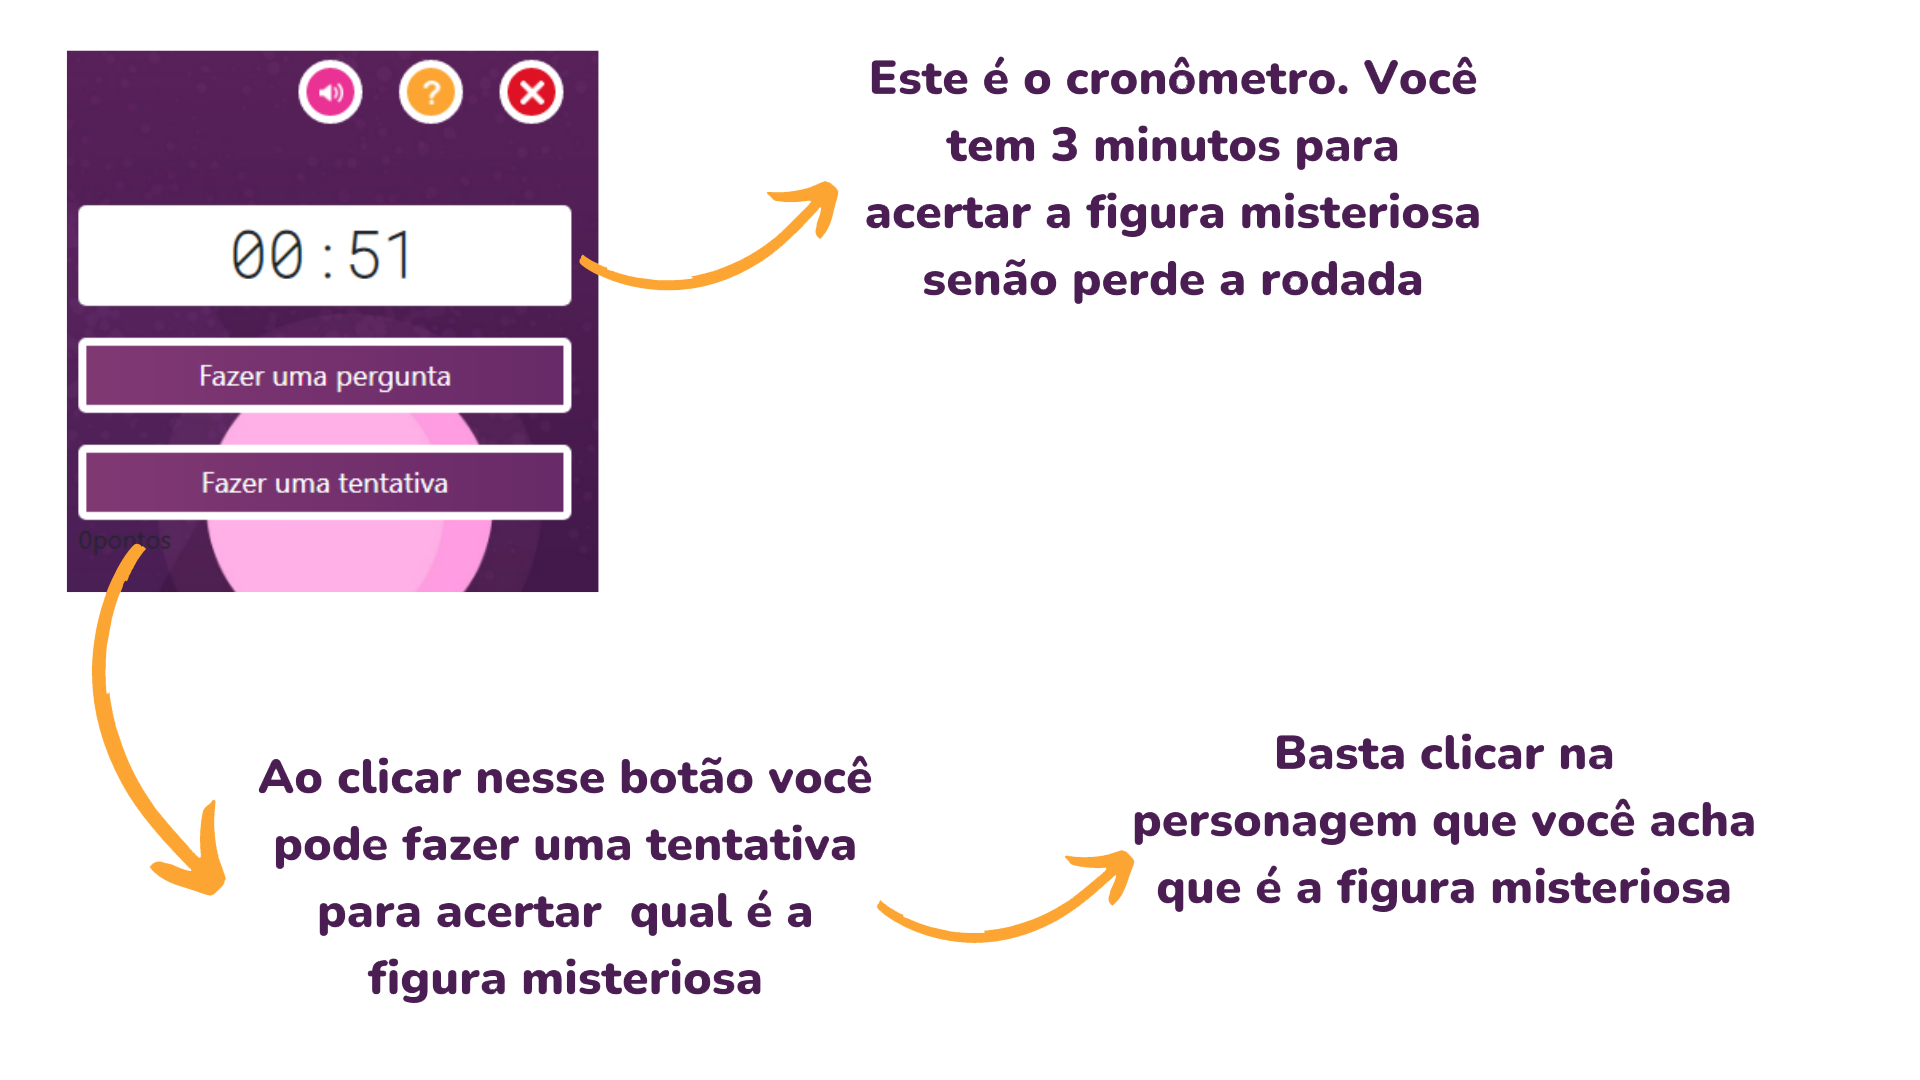 Este é o cronômetro. Você
tem 3 minutos para
acertar a figura misteriosa
senão perde a rodada
?
00:51
Fazer uma pergunta
Fazer uma tentativa
0pontos
Ao clicar nesse botão você
pode fazer uma tentativa
para acertar  qual é a
figura misteriosa
Basta clicar na
personagem que você acha
que é a figura misteriosa